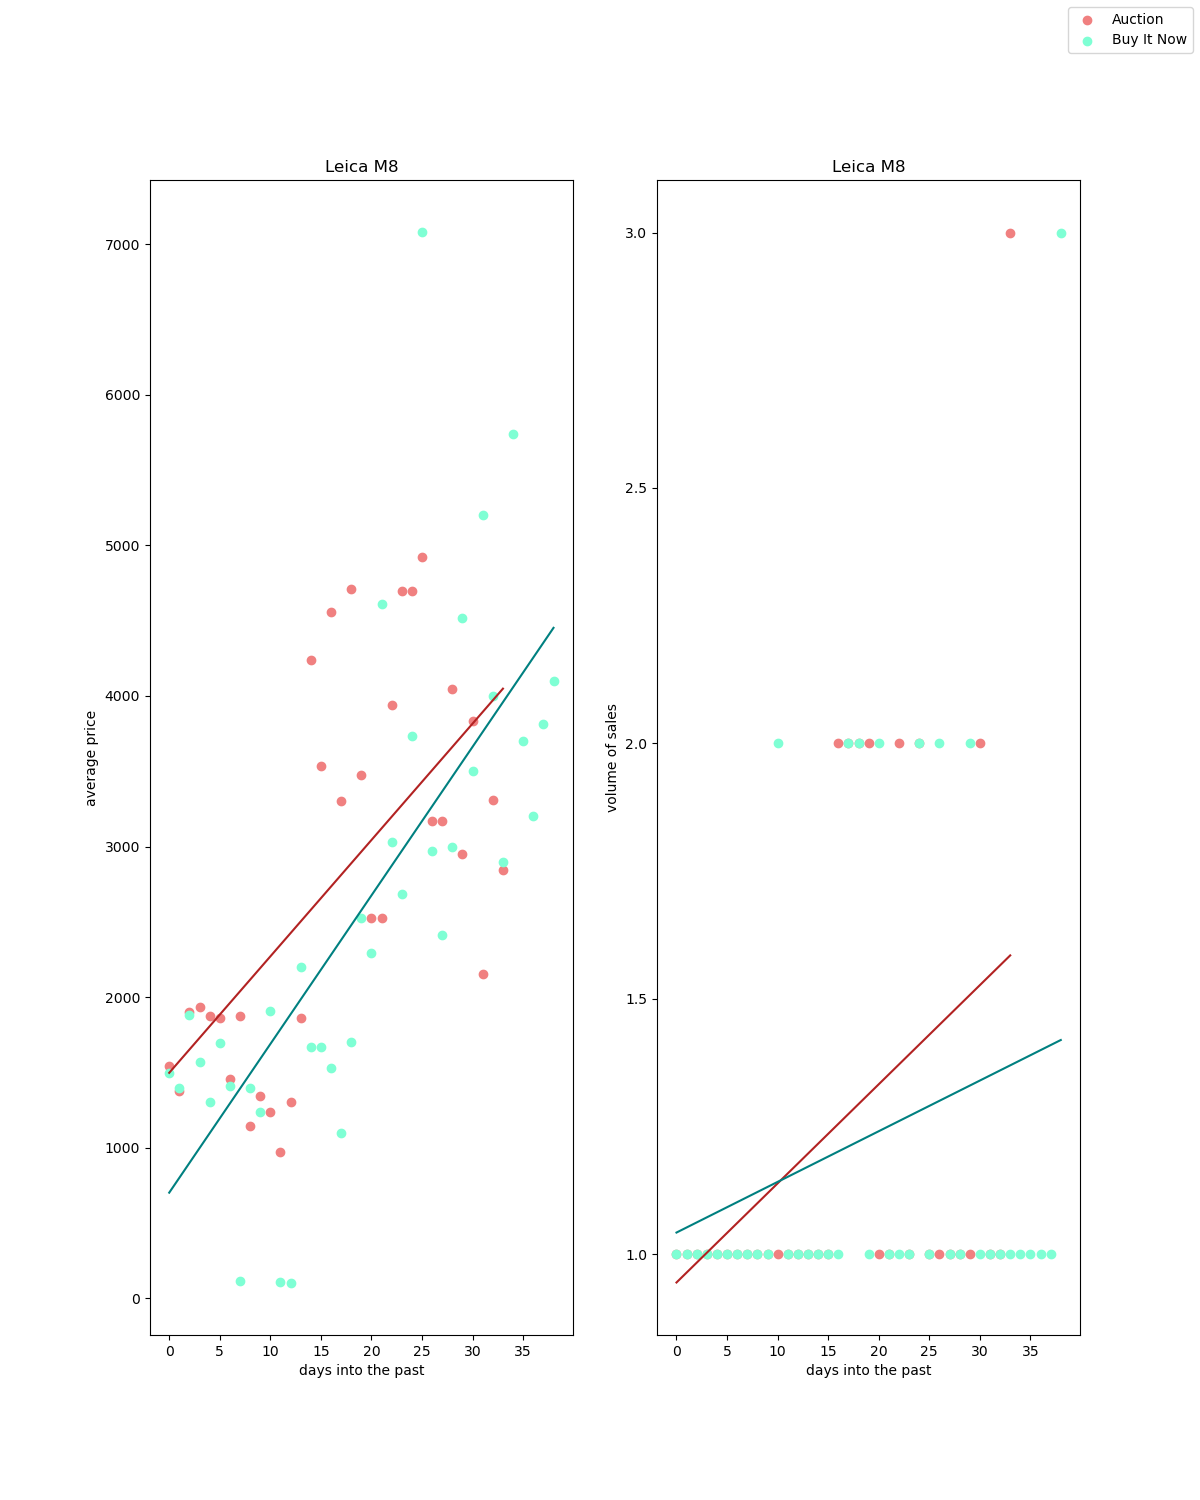 Auction
Buy It Now
Leica M8
7000
6000
5000
4000
3000
2000
1000
0
average price
0 5 10 15 20 25 30 35
days into the past
Leica M8
3.0
2.5
2.0
1.5
1.0
volume of sales
0 5 10 15 20 25 30 35
days into the past